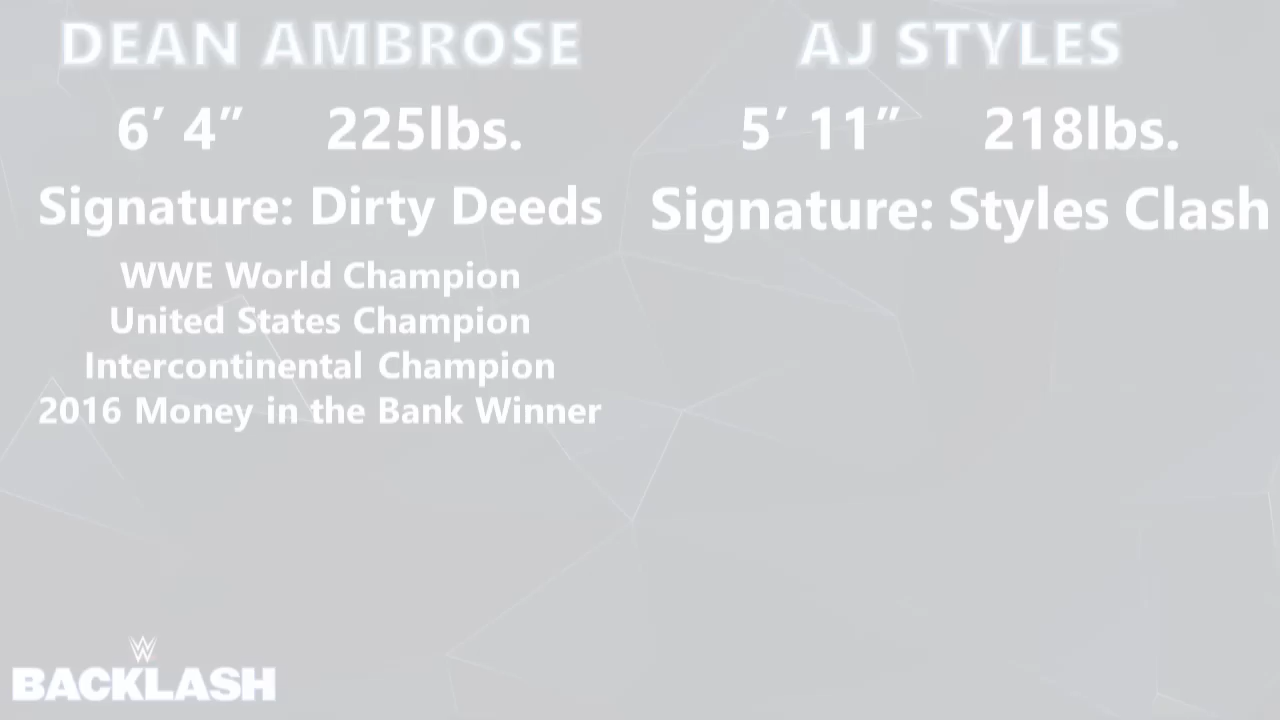 DEAN AMBROSE
6′ 4″ 225lbs.
Signature: Dirty Deeds
WWE World Champion
United States Champion
Intercontinental Champion
2016 Money in the Bank Winner
AJ STYLES
5′ 11″ 218lbs.
Signature: Styles Clash
W
BACKLASH